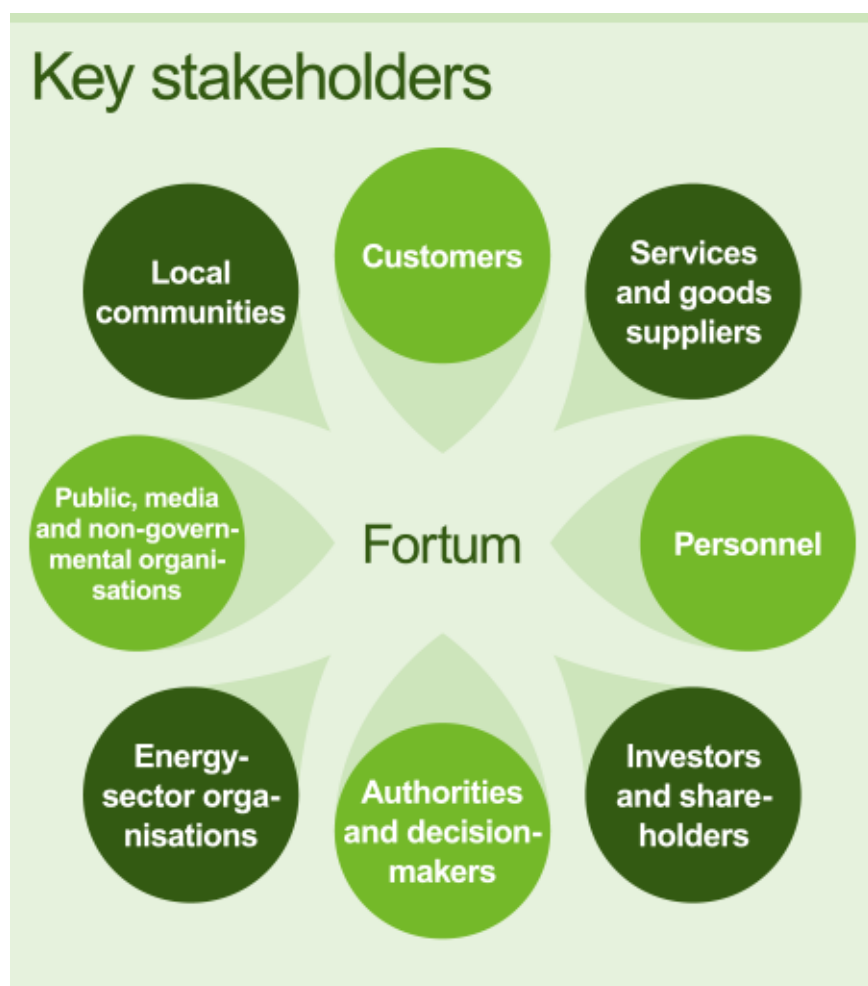 Key stakeholders
Customers
Local
communities
Services
and goods
suppliers
Public, media
and non-govern-
mental organi-
sations
Fortum
Personnel
Energy-
sector orga-
nisations
Authorities
and decision-
makers
Investors
and share-
holders